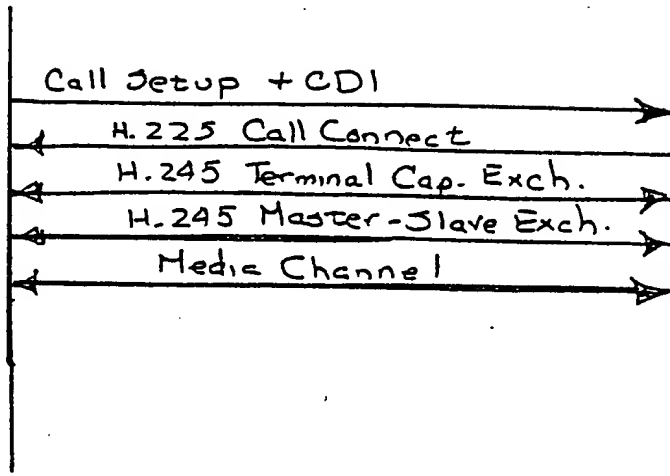 Call Setup + CDI
H.225 Call Connect
H.245 Terminal Cap. Exch.
H.245 Master-Slave Exch.
Media Channel